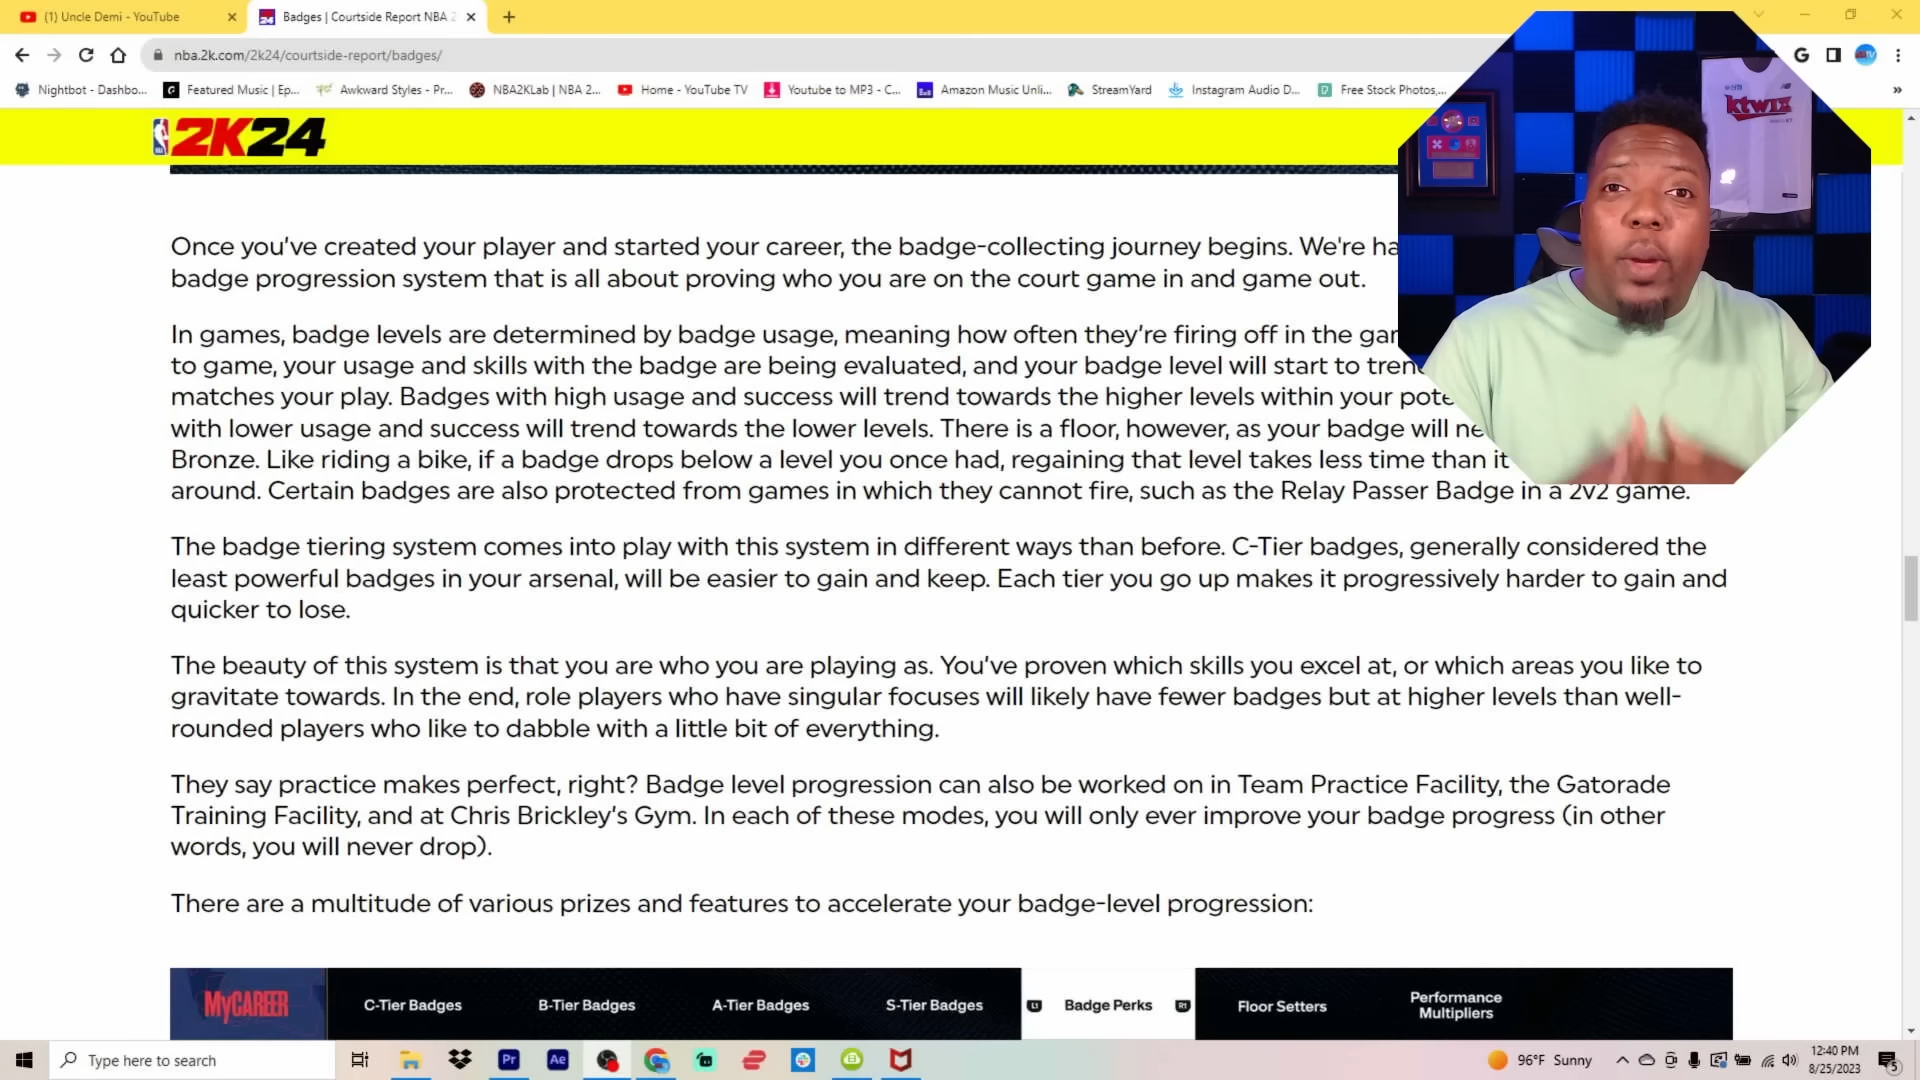 (1) Uncle Demi - YouTube
Badges | Courtside Report NBA 2
nba.2k.com/2k24/courtside-report/badges/
Nightbot - Dashbo...
Featured Music | Ep...
Awkward Styles - Pr...
NBA2KLab | NBA 2...
Home - YouTube TV
Youtube to MP3 - C...
Amazon Music Unli...
StreamYard
Instagram Audio D...
Free Stock Photos,...
2K24
ktwiz
Once you’ve created your player and started your career, the badge-collecting journey begins. We're ha
badge progression system that is all about proving who you are on the court game in and game out.
In games, badge levels are determined by badge usage, meaning how often they’re firing off in the gam
to game, your usage and skills with the badge are being evaluated, and your badge level will start to tren
matches your play. Badges with high usage and success will trend towards the higher levels within your pote
with lower usage and success will trend towards the lower levels. There is a floor, however, as your badge will ne
Bronze. Like riding a bike, if a badge drops below a level you once had, regaining that level takes less time than it
around. Certain badges are also protected from games in which they cannot fire, such as the Relay Passer Badge in a 2v2 game.
The badge tiering system comes into play with this system in different ways than before. C-Tier badges, generally considered the
least powerful badges in your arsenal, will be easier to gain and keep. Each tier you go up makes it progressively harder to gain and
quicker to lose.
The beauty of this system is that you are who you are playing as. You’ve proven which skills you excel at, or which areas you like to
gravitate towards. In the end, role players who have singular focuses will likely have fewer badges but at higher levels than well-
rounded players who like to dabble with a little bit of everything.
They say practice makes perfect, right? Badge level progression can also be worked on in Team Practice Facility, the Gatorade
Training Facility, and at Chris Brickley’s Gym. In each of these modes, you will only ever improve your badge progress (in other
words, you will never drop).
There are a multitude of various prizes and features to accelerate your badge-level progression:
MyCAREER
C-Tier Badges
B-Tier Badges
A-Tier Badges
S-Tier Badges
L1
Badge Perks
R1
Floor Setters
Performance
Multipliers
Type here to search
Pr
Ae
96°F Sunny
12:40 PM
8/25/2023
5